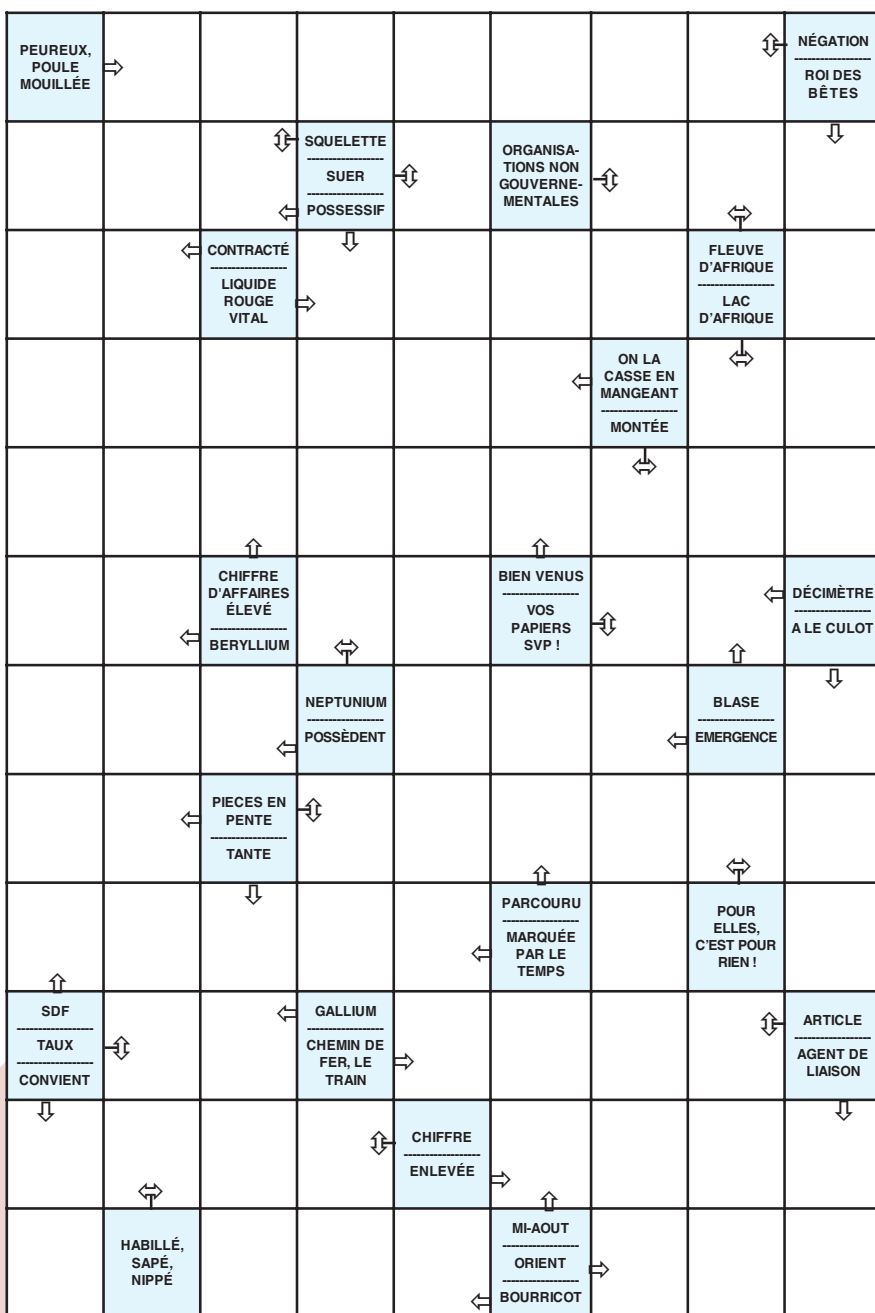 PEUREUX,
POULE
MOUILLÉE
NÉGATION
------------------
ROI DES
BÊTES
SQUELETTE
------------------
SUER
------------------
POSSESSIF
ORGANISA-
TIONS NON
GOUVERNE-
MENTALES
CONTRACTÉ
------------------
LIQUIDE
ROUGE
VITAL
FLEUVE
D'AFRIQUE
------------------
LAC
D'AFRIQUE
ON LA
CASSE EN
MANGEANT
------------------
MONTÉE
CHIFFRE
D'AFFAIRES
ÉLEVÉ
------------------
BERYLLIUM
BIEN VENUS
------------------
VOS
PAPIERS
SVP !
DÉCIMÈTRE
------------------
A LE CULOT
NEPTUNIUM
------------------
POSSÈDENT
BLASE
------------------
EMERGENCE
PIECES EN
PENTE
------------------
TANTE
PARCOURU
------------------
MARQUÉE
PAR LE
TEMPS
POUR
ELLES,
C'EST POUR
RIEN !
SDF
------------------
TAUX
------------------
CONVIENT
GALLIUM
------------------
CHEMIN DE
FER, LE
TRAIN
ARTICLE
------------------
AGENT DE
LIAISON
CHIFFRE
------------------
ENLEVÉE
HABILLÉ,
SAPÉ,
NIPPÉ
MI-AOUT
------------------
ORIENT
------------------
BOURRICOT